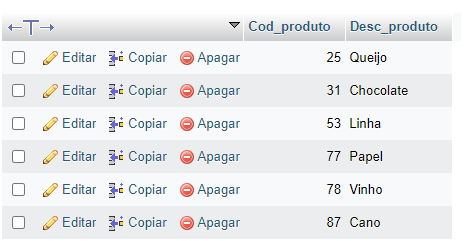 Cod_produto Desc_produto
Editar Copiar Apagar 25 Queijo
Editar Copiar Apagar 31 Chocolate
Editar Copiar Apagar 53 Linha
Editar Copiar Apagar 77 Papel
Editar Copiar Apagar 78 Vinho
Editar Copiar Apagar 87 Cano